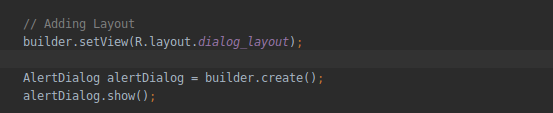 // Adding Layout
builder.setView(R.layout.dialog_layout);
AlertDialog alertDialog = builder.create();
alertDialog.show();